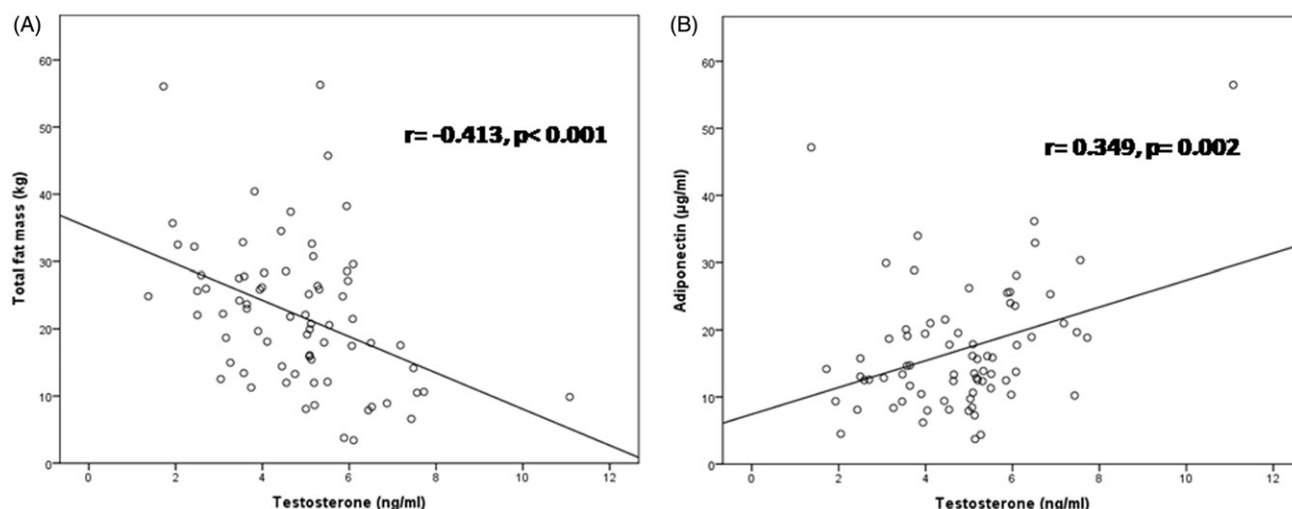 (A)
r= -0.413, p< 0.001
Total fat mass (kg)
60
50
40
30
20
10
0
0 2 4 6 8 10 12
Testosterone (ng/ml)
(B)
r= 0.349, p= 0.002
Adiponectin (µg/ml)
60
50
40
30
20
10
0
0 2 4 6 8 10 12
Testosterone (ng/ml)